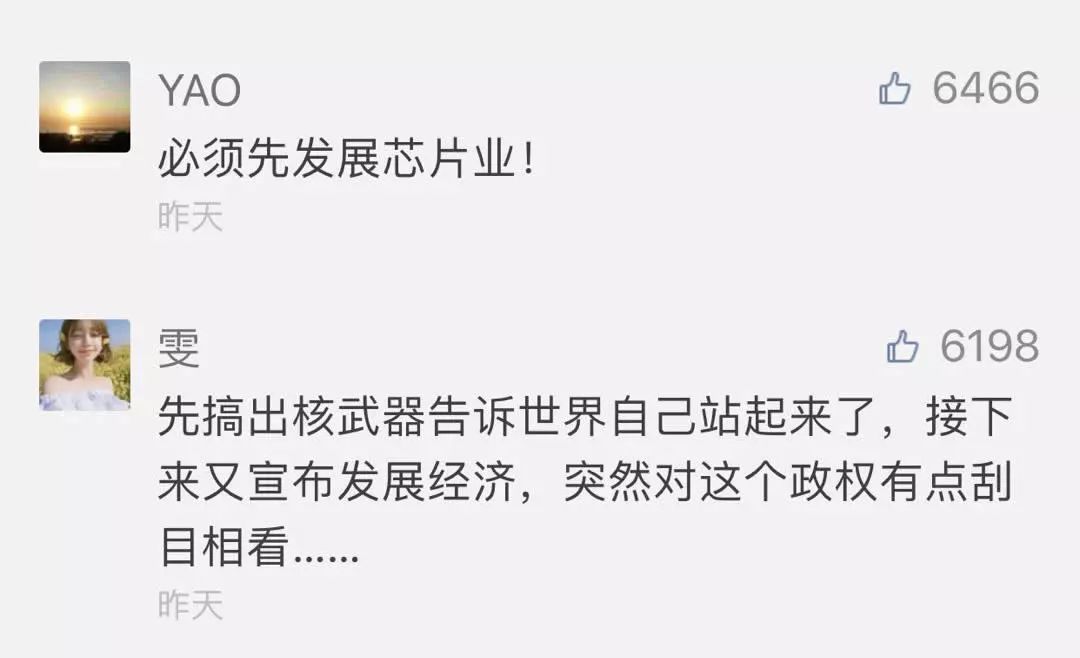 YAO 6466
必须先发展芯片业!
昨天
雯 6198
先搞出核武器告诉世界自己站起来了，接下
来又宣布发展经济，突然对这个政权有点刮
目相看……
昨天